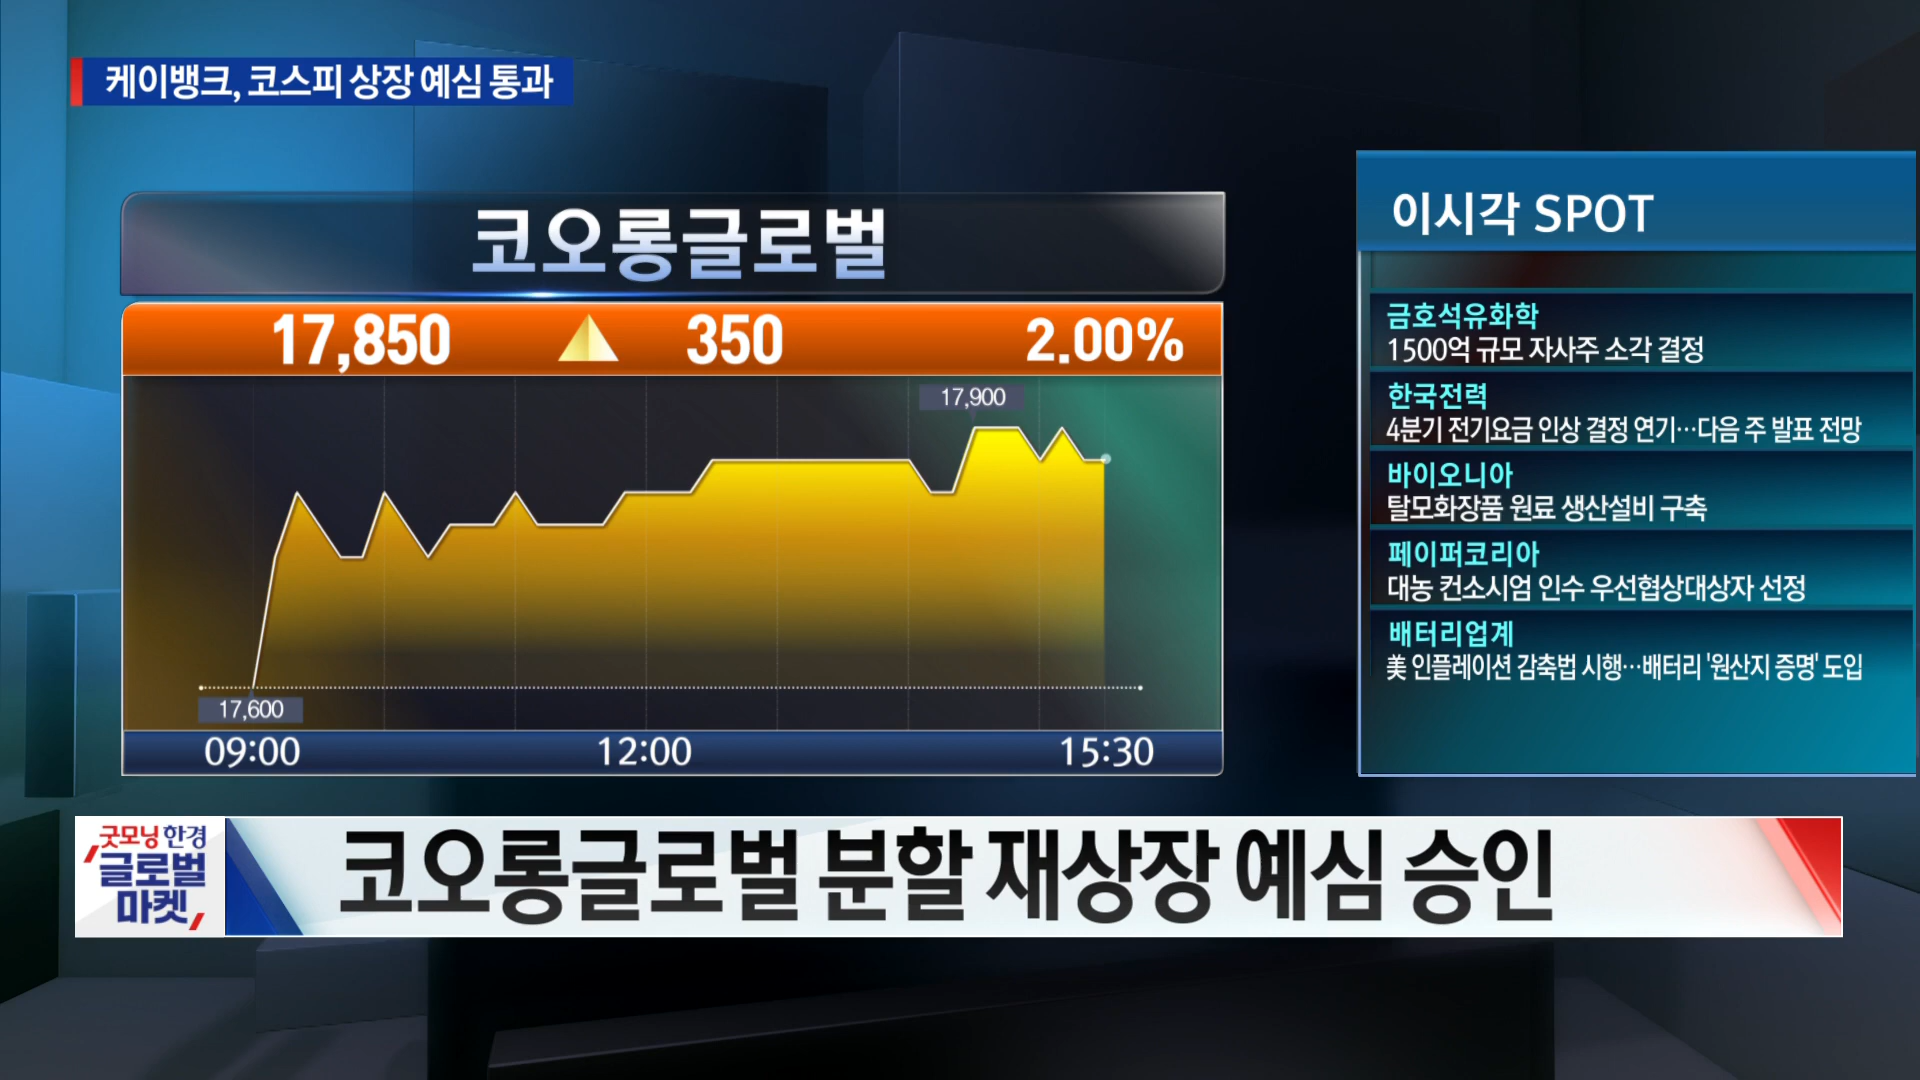 케이뱅크, 코스피 상장 예심 통과
코오롱글로벌
17,850 350 2.00%
17,900
17,600
09:00 12:00 15:30
이시각 SPOT
금호석유화학
1500억 규모 자사주 소각 결정
한국전력
4분기 전기요금 인상 결정 연기…다음 주 발표 전망
바이오니아
탈모화장품 원료 생산설비 구축
페이퍼코리아
대농 컨소시엄 인수 우선협상대상자 선정
배터리업계
美 인플레이션 감축법 시행…배터리 '원산지 증명' 도입
굿모닝 한경
글로벌
마켓
코오롱글로벌 분할 재상장 예심 승인